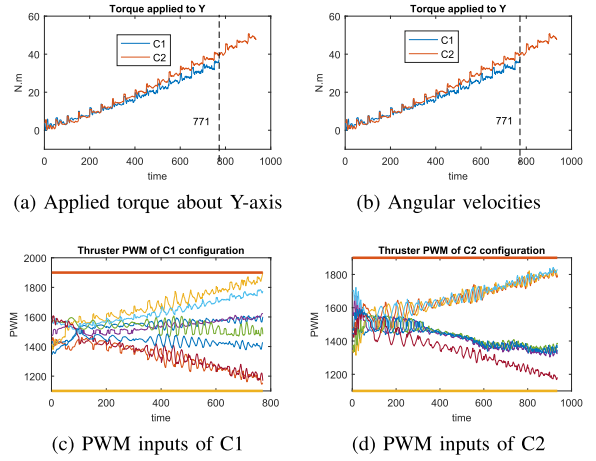 Torque applied to Y
60
40
20
0
N.m
C1
C2
771
0 200 400 600 800 1000
time
(a) Applied torque about Y-axis
Torque applied to Y
60
40
20
0
N.m
C1
C2
771
0 200 400 600 800 1000
time
(b) Angular velocities
Thruster PWM of C1 configuration
2000
1800
1600
1400
1200
PWM
0 200 400 600 800
time
(c) PWM inputs of C1
Thruster PWM of C2 configuration
1800
1600
1400
1200
PWM
0 200 400 600 800 1000
time
(d) PWM inputs of C2